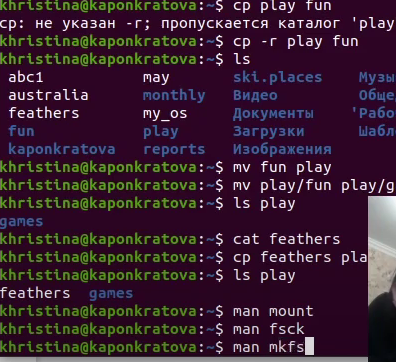 khristina@kaponkratova:~$ cp play fun
cp: не указан -r; пропускается каталог 'play
khristina@kaponkratova:~$ cp -r play fun
khristina@kaponkratova:~$ ls
abc1 may ski.places Музы
australia monthly Видео Обще
feathers my_os Документы 'Рабо
fun play Загрузки Шабл
kaponkratova reports Изображения
khristina@kaponkratova:~$ mv fun play
khristina@kaponkratova:~$ mv play/fun play/g
khristina@kaponkratova:~$ ls play
games
khristina@kaponkratova:~$ cat feathers
khristina@kaponkratova:~$ cp feathers pla
khristina@kaponkratova:~$ ls play
feathers games
khristina@kaponkratova:~$ man mount
khristina@kaponkratova:~$ man fsck
khristina@kaponkratova:~$ man mkfs